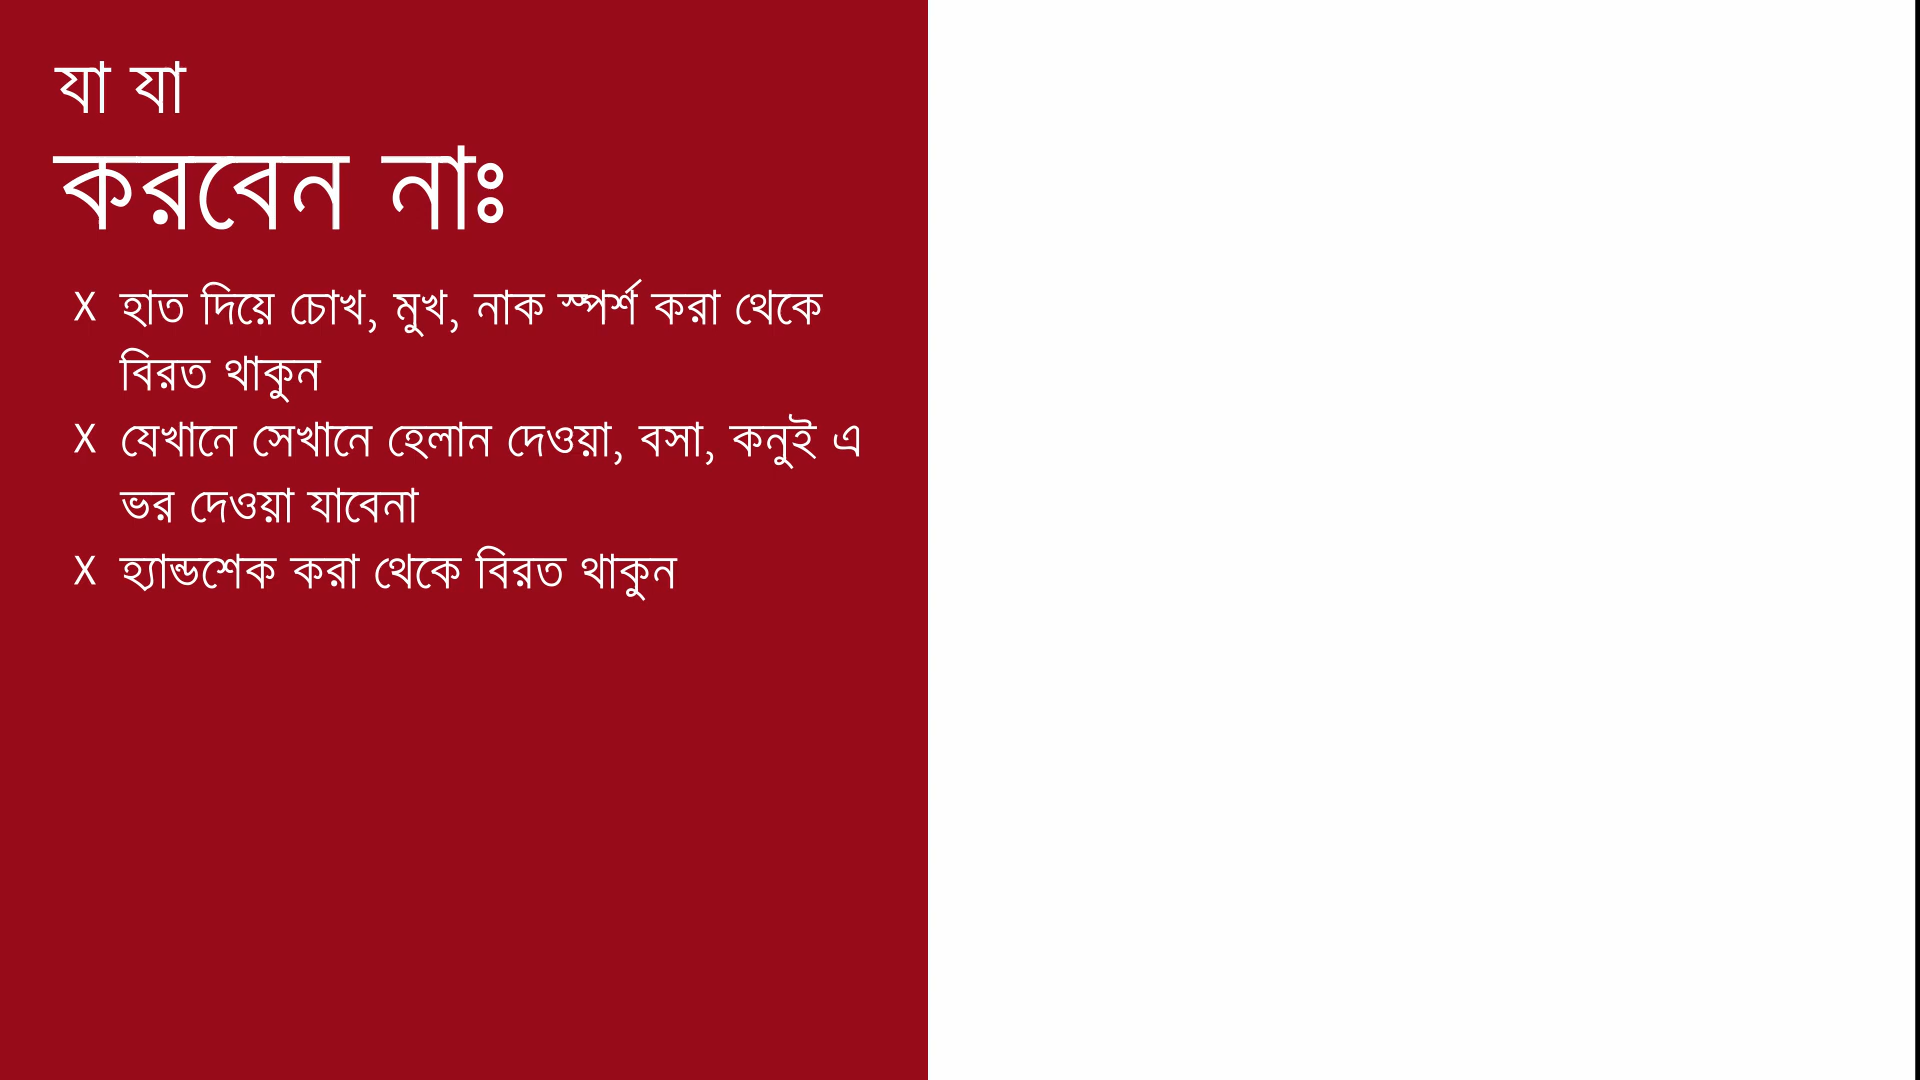 যা যা
করবেন নাঃ
X হাত দিয়ে চোখ, মুখ, নাক স্পর্শ করা থেকে
বিরত থাকুন
X যেখানে সেখানে হেলান দেওয়া, বসা, কনুই এ
ভর দেওয়া যাবেনা
X হ্যান্ডশেক করা থেকে বিরত থাকুন